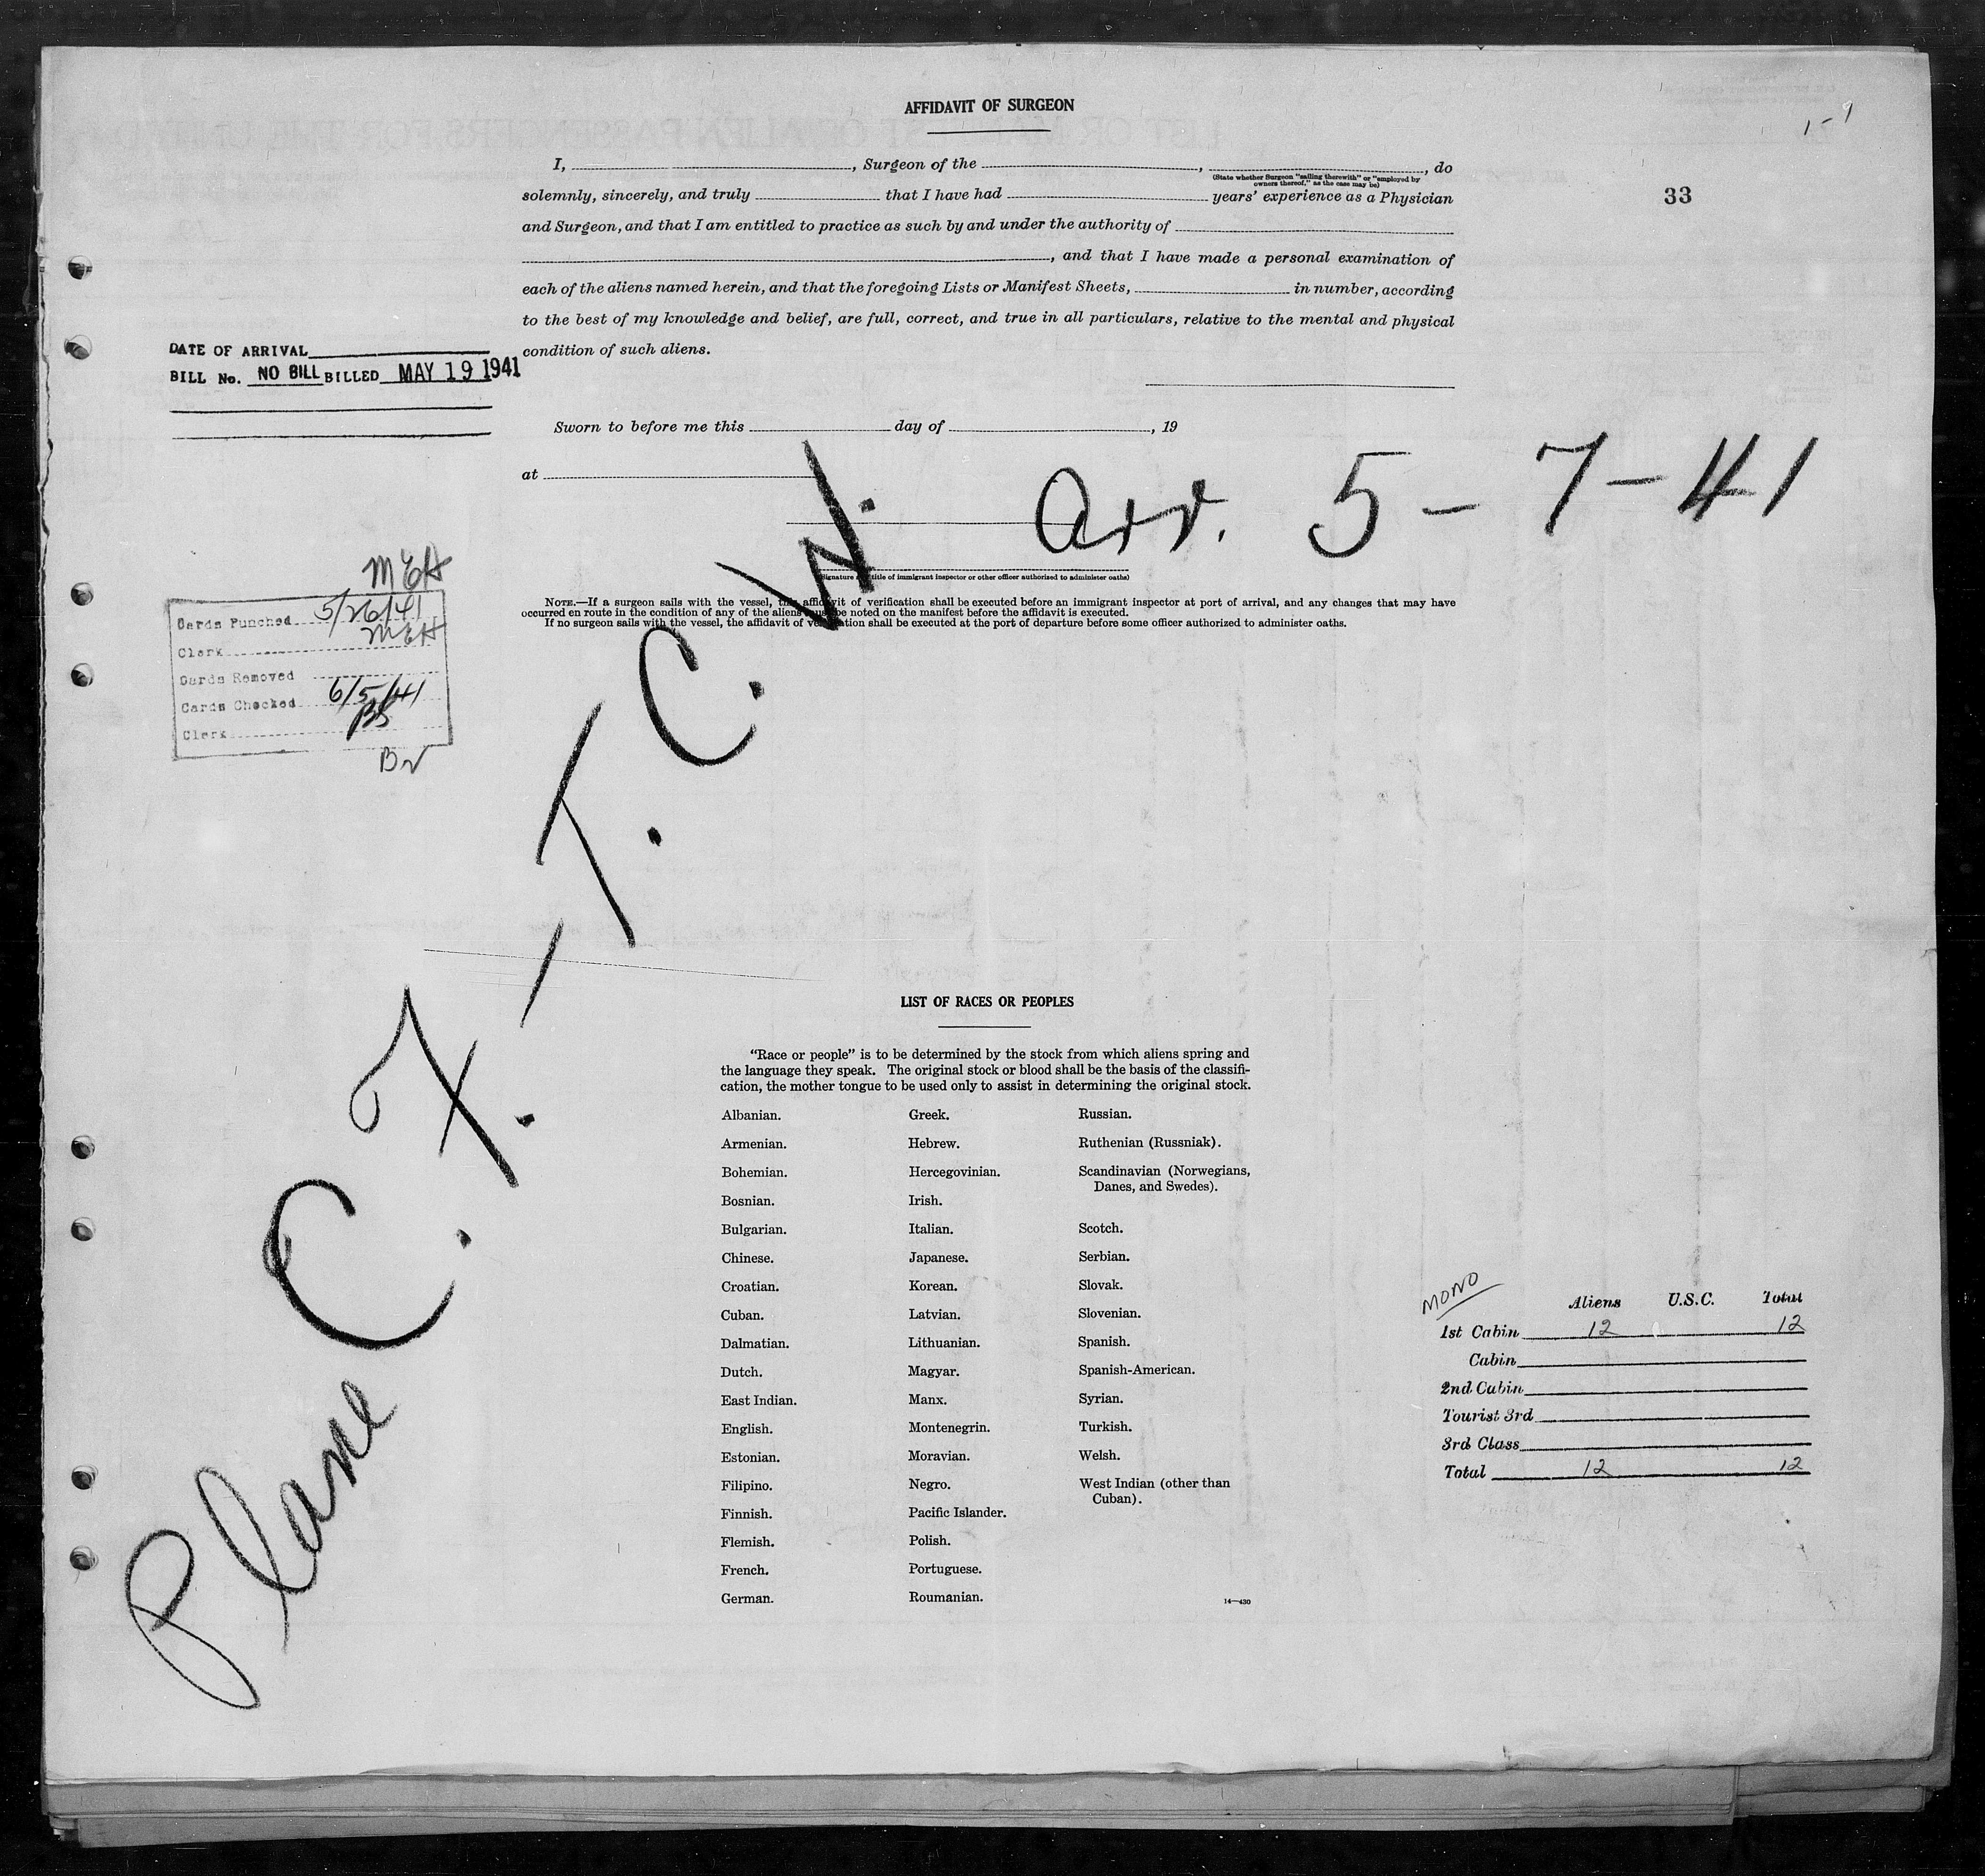 AFFIDAVIT OF SURGEON
1-9
33
I, , Surgeon of the , , do
(State whether Surgeon "sailing therewith" or "employed by
owners thereof," as the case may be)
solemnly, sincerely, and truly that I have had years' experience as a Physician
and Surgeon, and that I am entitled to practice as such by and under the authority of
, and that I have made a personal examination of
each of the aliens named herein, and that the foregoing Lists or Manifest Sheets, in number, according
to the best of my knowledge and belief, are full, correct, and true in all particulars, relative to the mental and physical
condition of such aliens.
DATE OF ARRIVAL
BILL No. NO BILL BILLED MAY 19 1941
Sworn to before me this day of , 19
at
Arr. 5-7-41
(Signature and title of immigrant inspector or other officer authorized to administer oaths)
NOTE.—If a surgeon sails with the vessel, this affidavit of verification shall be executed before an immigrant inspector at port of arrival, and any changes that may have
occurred en route in the condition of any of the aliens must be noted on the manifest before the affidavit is executed.
If no surgeon sails with the vessel, the affidavit of verification shall be executed at the port of departure before some officer authorized to administer oaths.
MEH
Cards Punched 5/26/41
Clerk MEH
Cards Removed
Cards Checked 6/5/41
Clerk BS
Plane C. F. - T. C. W.
LIST OF RACES OR PEOPLES
"Race or people" is to be determined by the stock from which aliens spring and
the language they speak. The original stock or blood shall be the basis of the classifi-
cation, the mother tongue to be used only to assist in determining the original stock.
Albanian.
Armenian.
Bohemian.
Bosnian.
Bulgarian.
Chinese.
Croatian.
Cuban.
Dalmatian.
Dutch.
East Indian.
English.
Estonian.
Filipino.
Finnish.
Flemish.
French.
German.
Greek.
Hebrew.
Hercegovinian.
Irish.
Italian.
Japanese.
Korean.
Latvian.
Lithuanian.
Magyar.
Manx.
Montenegrin.
Moravian.
Negro.
Pacific Islander.
Polish.
Portuguese.
Roumanian.
Russian.
Ruthenian (Russniak).
Scandinavian (Norwegians,
Danes, and Swedes).
Scotch.
Serbian.
Slovak.
Slovenian.
Spanish.
Spanish-American.
Syrian.
Turkish.
Welsh.
West Indian (other than
Cuban).
14—430
MONO
Aliens U.S.C. Total
1st Cabin 12 12
Cabin
2nd Cabin
Tourist 3rd
3rd Class
Total 12 12